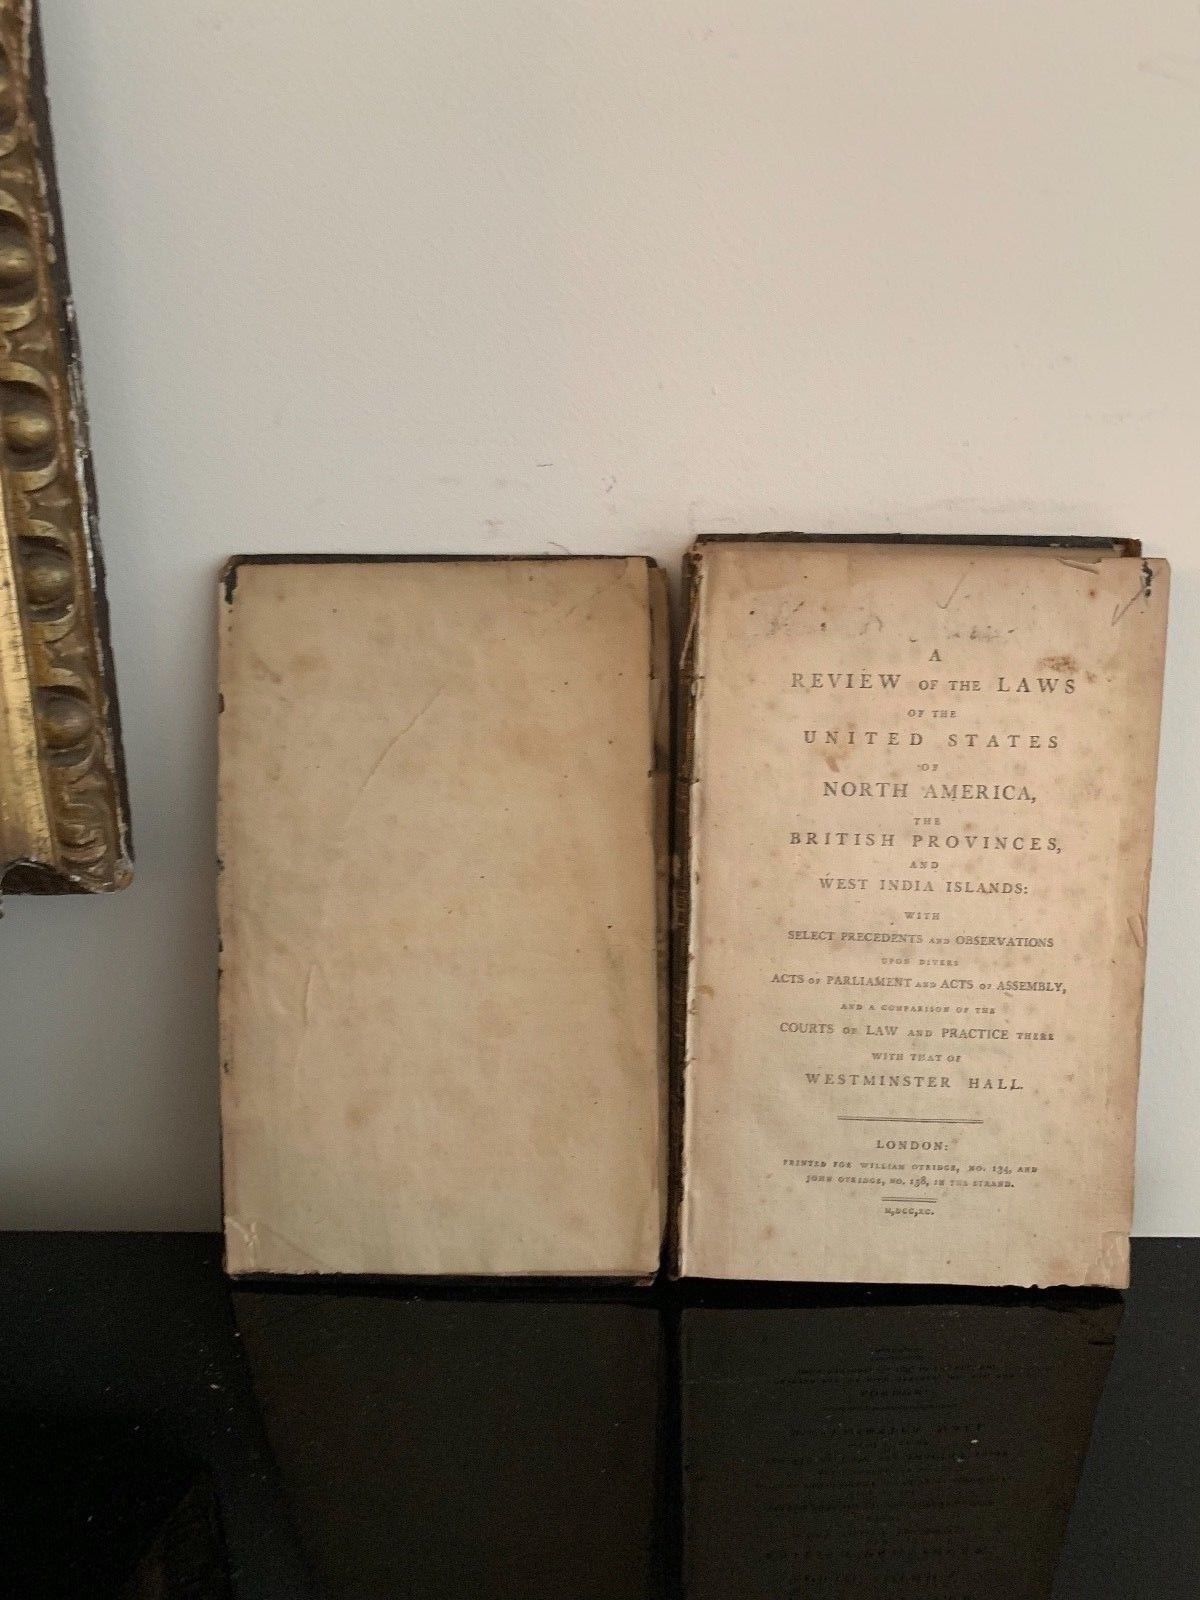 A
REVIEW OF THE LAWS
OF THE
UNITED STATES
OF
NORTH AMERICA,
THE
BRITISH PROVINCES,
AND
WEST INDIA ISLANDS:
WITH
SELECT PRECEDENTS AND OBSERVATIONS
UPON DIVERS
ACTS OF PARLIAMENT AND ACTS OF ASSEMBLY,
AND A COMPARISON OF THE
COURTS OF LAW AND PRACTICE THERE
WITH THAT OF
WESTMINSTER HALL.
LONDON:
PRINTED FOR WILLIAM OTRIDGE, NO. 134, AND
JOHN OTRIDGE, NO. 158, IN THE STRAND.
M,DCC,XC.